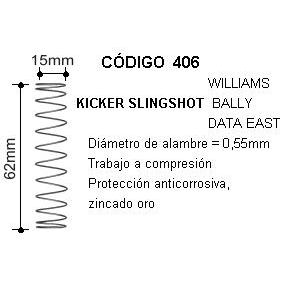 15mm
CÓDIGO 406
WILLIAMS
KICKER SLINGSHOT BALLY
DATA EAST
62mm
Diámetro de alambre = 0,55mm
Trabajo a compresión
Protección anticorrosiva,
zincado oro